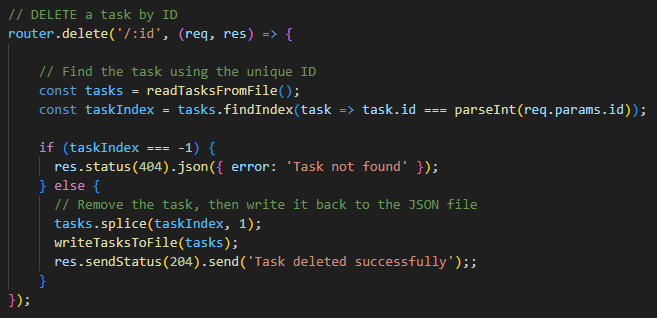 // DELETE a task by ID
router.delete('/:id', (req, res) => {
// Find the task using the unique ID
const tasks = readTasksFromFile();
const taskIndex = tasks.findIndex(task => task.id === parseInt(req.params.id));
if (taskIndex === -1) {
res.status(404).json({ error: 'Task not found' });
} else {
// Remove the task, then write it back to the JSON file
tasks.splice(taskIndex, 1);
writeTasksToFile(tasks);
res.sendStatus(204).send('Task deleted successfully');;
}
});